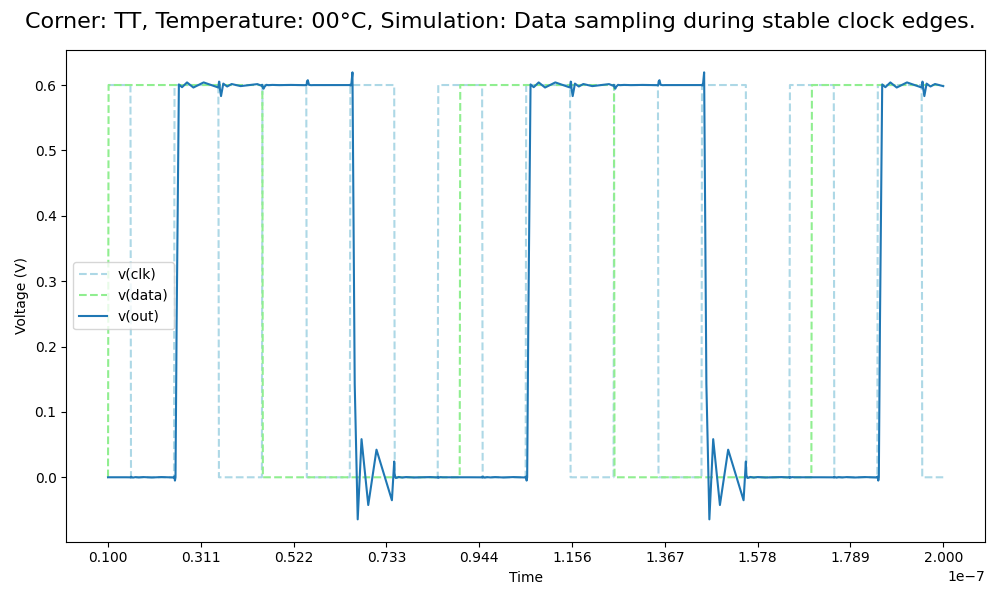 Corner: TT, Temperature: 00°C, Simulation: Data sampling during stable clock edges.
0.6
0.5
0.4
0.3
0.2
0.1
0.0
Voltage (V)
v(clk)
v(data)
v(out)
0.100 0.311 0.522 0.733 0.944 1.156 1.367 1.578 1.789 2.000
Time
1e−7